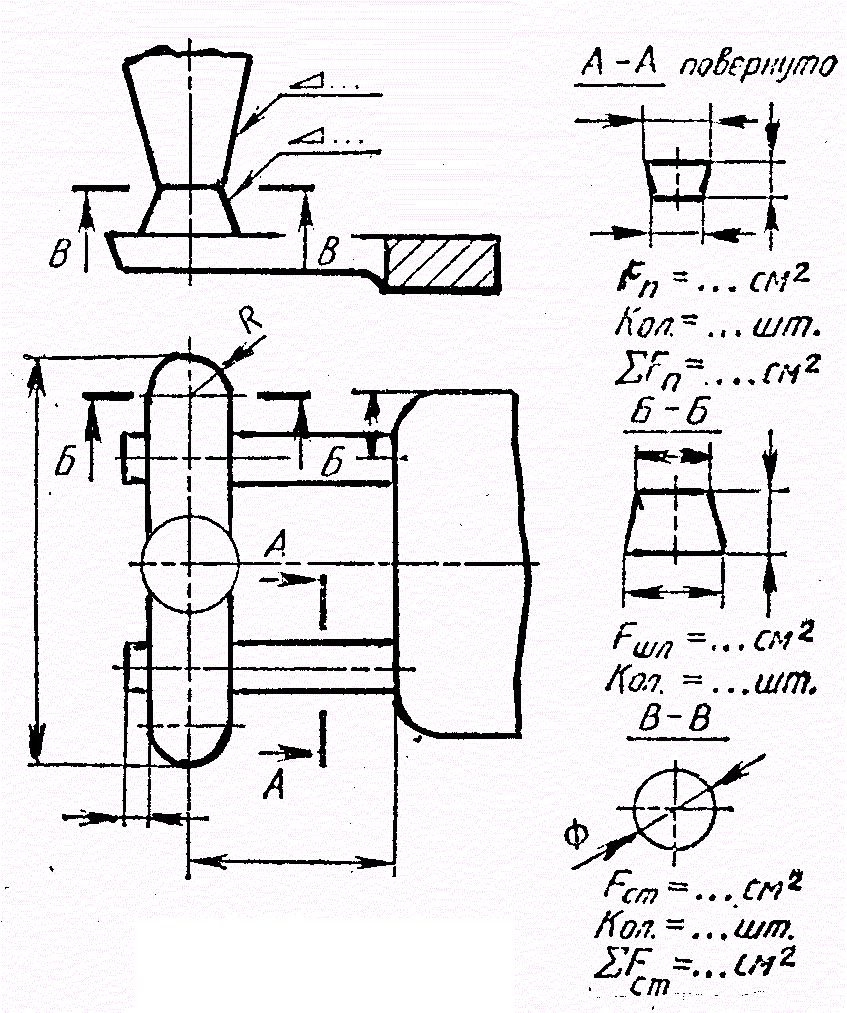 А-А повернуто
Fп = ... см²
Кол. = ... шт.
ΣFп = .... см²
Б-Б
Fшл = ... см²
Кол. = ... шт.
В-В
Ф
Fст = ... см²
Кол. = ... шт.
ΣFст = ... см²
...
...
В
В
R
Б
Б
А
А